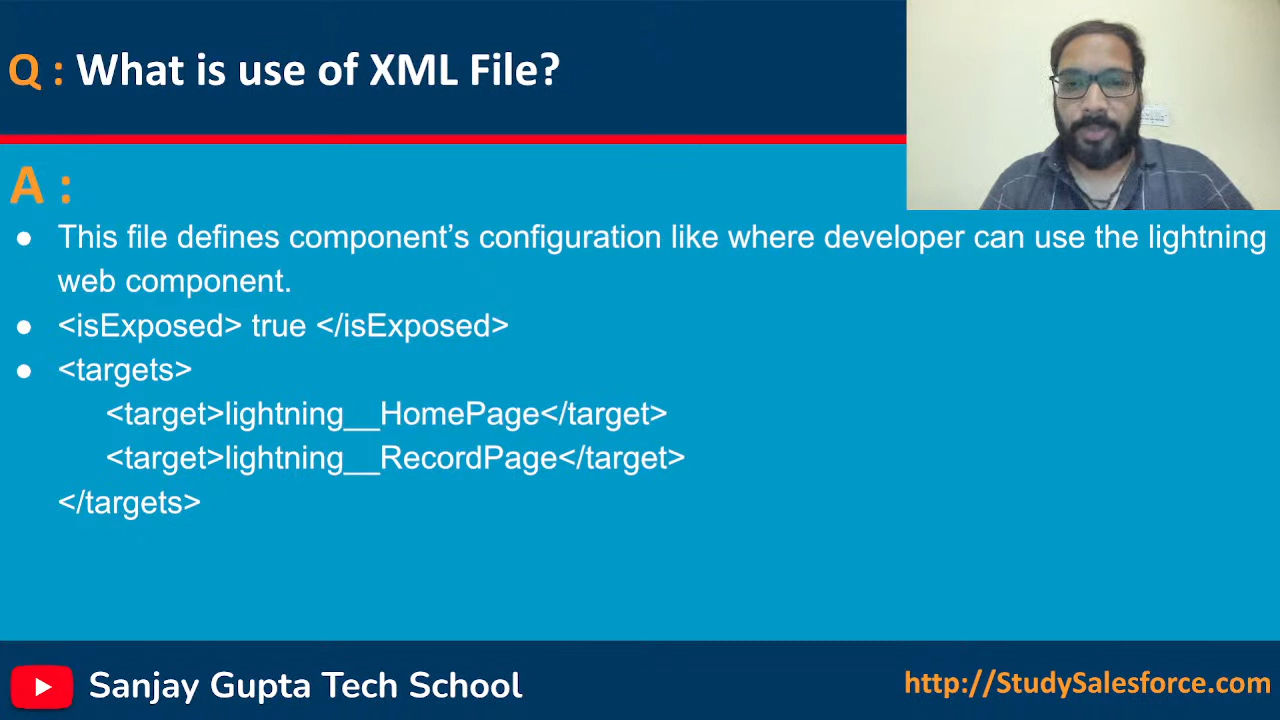 Q : What is use of XML File?
A :
● This file defines component’s configuration like where developer can use the lightning
web component.
● <isExposed> true </isExposed>
● <targets>
<target>lightning__HomePage</target>
<target>lightning__RecordPage</target>
</targets>
Sanjay Gupta Tech School
http://StudySalesforce.com